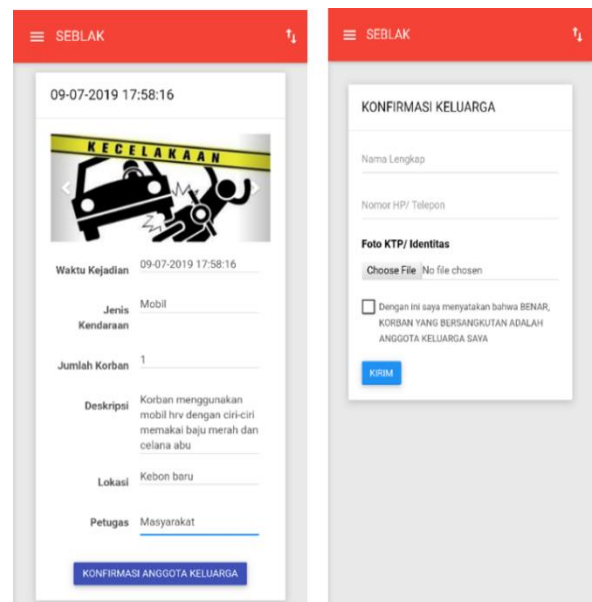 SEBLAK
09-07-2019 17:58:16
KECELAKAAN
Waktu Kejadian 09-07-2019 17:58:16
Jenis Mobil
Kendaraan
Jumlah Korban 1
Deskripsi Korban menggunakan
mobil hrv dengan ciri-ciri
memakai baju merah dan
celana abu
Lokasi Kebon baru
Petugas Masyarakat
KONFIRMASI ANGGOTA KELUARGA
SEBLAK
KONFIRMASI KELUARGA
Nama Lengkap
Nomor HP/ Telepon
Foto KTP/ Identitas
Choose File No file chosen
Dengan ini saya menyatakan bahwa BENAR,
KORBAN YANG BERSANGKUTAN ADALAH
ANGGOTA KELUARGA SAYA
KIRIM